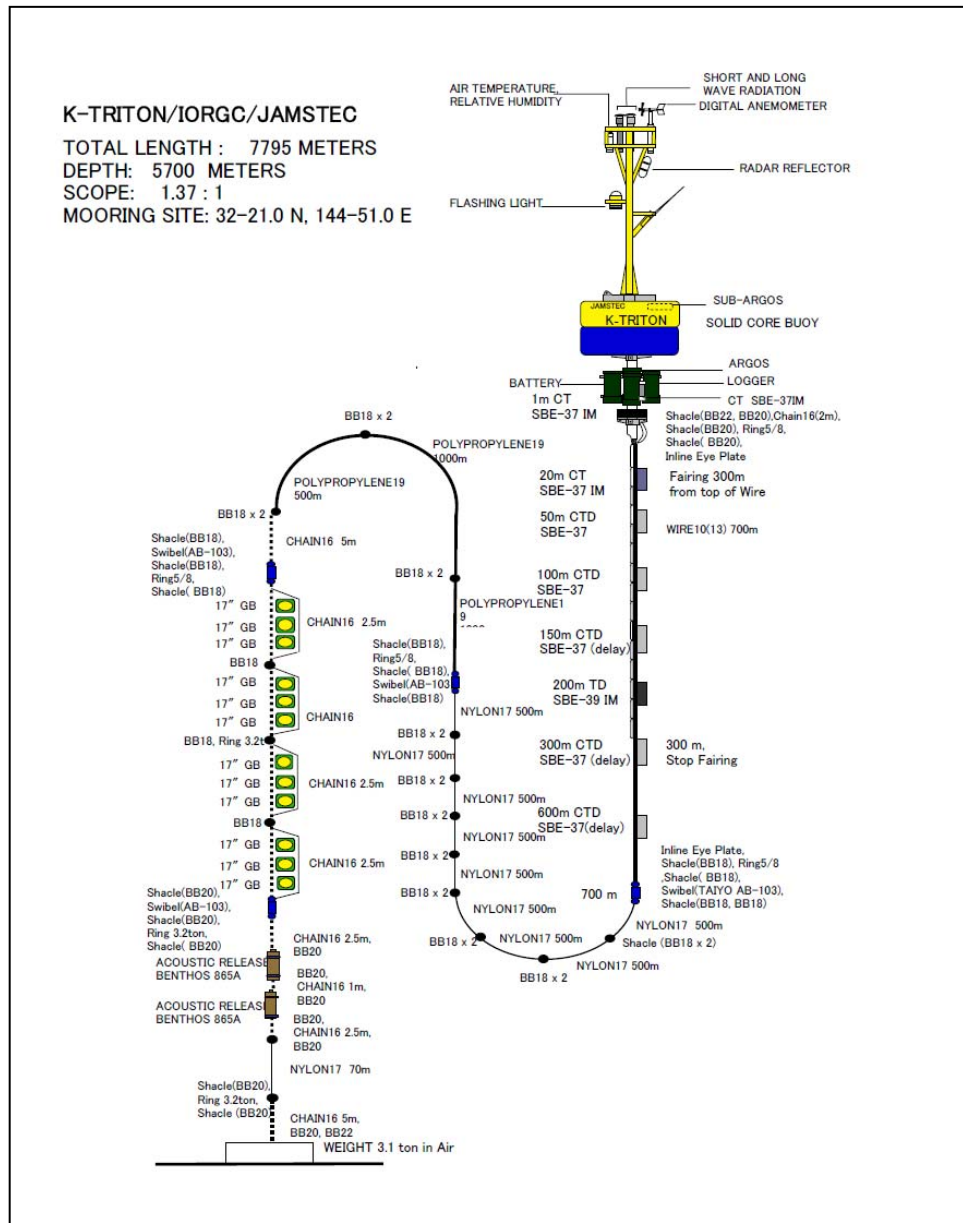 K-TRITON/IORGC/JAMSTEC
TOTAL LENGTH : 7795 METERS
DEPTH: 5700 METERS
SCOPE: 1.37 : 1
MOORING SITE: 32-21.0 N, 144-51.0 E
AIR TEMPERATURE,
RELATIVE HUMIDITY
SHORT AND LONG
WAVE RADIATION
DIGITAL ANEMOMETER
RADAR REFLECTOR
FLASHING LIGHT
SUB-ARGOS
JAMSTEC
K-TRITON
SOLID CORE BUOY
ARGOS
BATTERY
LOGGER
1m CT
SBE-37 IM
CT SBE-37IM
Shacle(BB22, BB20),Chain16(2m),
Shacle(BB20), Ring5/8,
Shacle( BB20),
Inline Eye Plate
20m CT
SBE-37 IM
Fairing 300m
from top of Wire
50m CTD
SBE-37
WIRE10(13) 700m
100m CTD
SBE-37
150m CTD
SBE-37 (delay)
200m TD
SBE-39 IM
300m CTD
SBE-37 (delay)
300 m,
Stop Fairing
600m CTD
SBE-37(delay)
700 m
Inline Eye Plate,
Shacle(BB18), Ring5/8
,Shacle( BB18),
Swibel(TAIYO AB-103),
Shacle(BB18, BB18)
NYLON17 500m
Shacle (BB18 x 2)
NYLON17 500m
BB18 x 2
NYLON17 500m
BB18 x 2
NYLON17 500m
BB18 x 2
NYLON17 500m
BB18 x 2
NYLON17 500m
BB18 x 2
NYLON17 500m
BB18 x 2
NYLON17 500m
BB18 x 2
NYLON17 500m
Shacle(BB18),
Ring5/8,
Shacle( BB18),
Swibel(AB-103
Shacle(BB18)
POLYPROPYLENE1
9
BB18 x 2
POLYPROPYLENE19
1000m
BB18 x 2
POLYPROPYLENE19
500m
BB18 x 2
CHAIN16 5m
Shacle(BB18),
Swibel(AB-103),
Shacle(BB18),
Ring5/8,
Shacle( BB18)
17" GB
17" GB
17" GB
CHAIN16 2.5m
BB18
17" GB
17" GB
17" GB
CHAIN16
BB18, Ring 3.2t
17" GB
17" GB
17" GB
CHAIN16 2.5m
BB18
17" GB
17" GB
17" GB
CHAIN16 2.5m
Shacle(BB20),
Swibel(AB-103),
Shacle(BB20),
Ring 3.2ton,
Shacle( BB20)
CHAIN16 2.5m,
BB20
ACOUSTIC RELEASE
BENTHOS 865A
BB20,
CHAIN16 1m,
BB20
ACOUSTIC RELEASE
BENTHOS 865A
BB20,
CHAIN16 2.5m,
BB20
NYLON17 70m
Shacle(BB20),
Ring 3.2ton,
Shacle (BB20)
CHAIN16 5m,
BB20, BB22
WEIGHT 3.1 ton in Air